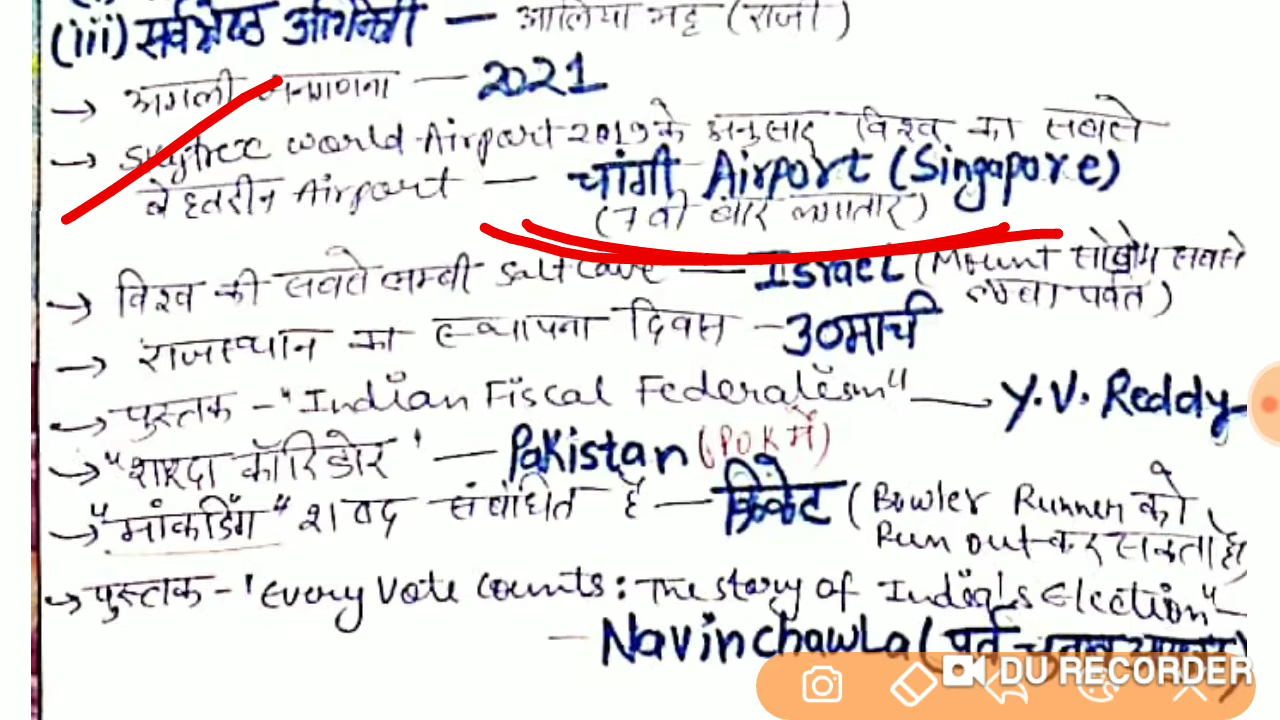 (iii) सर्वश्रेष्ठ अभिनेत्री — आलिया भट्ट (राजी)
→ अगली जनगणना — 2021
→ Skytrex World Airport 2019 के अनुसार विश्व का सबसे
बेहतरीन Airport — चांगी Airport (Singapore)
(7 वीं बार लगातार)
→ विश्व की सबसे लम्बी Salt Cave — Israel (Mount सोडोम सबसे
लम्बा पर्वत)
→ राजस्थान का स्थापना दिवस - 30 मार्च
→ पुस्तक - "Indian Fiscal Federalism" — Y.V. Reddy
→ "शारदा कॉरिडोर' — Pakistan (POK में)
→ "मांकडिंग" शब्द संबंधित है — क्रिकेट (Bowler Runner को
Run out कर सकता है)
→ पुस्तक - 'Every Vote Counts: The story of India's Election" —
— Navin Chawla (पूर्व चुनाव आयुक्त)
DU RECORDER